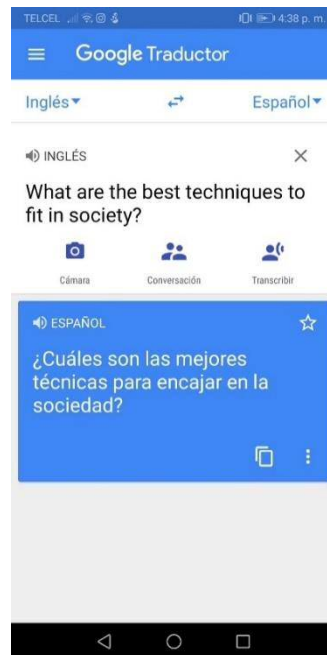 TELCEL 4:38 p. m.
Google Traductor
Inglés Español
INGLÉS
What are the best techniques to
fit in society?
Cámara Conversación Transcribir
ESPAÑOL
¿Cuáles son las mejores
técnicas para encajar en la
sociedad?